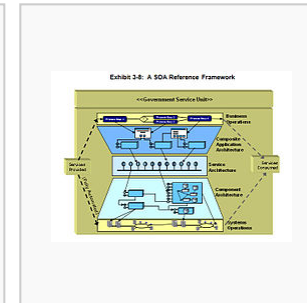 Exhibit 3-8: A SOA Reference Framework
<<Government Service Unit>>
Business
Operations
Composite
Application
Architecture
Services
Provided
Service
Architecture
Services
Consumed
Component
Architecture
Systems
Operations